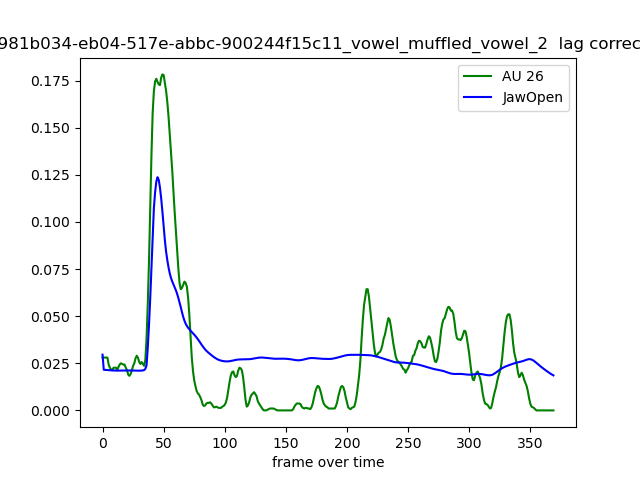 981b034-eb04-517e-abbc-900244f15c11_vowel_muffled_vowel_2  lag correc
AU 26
JawOpen
0.175
0.150
0.125
0.100
0.075
0.050
0.025
0.000
0 50 100 150 200 250 300 350
frame over time